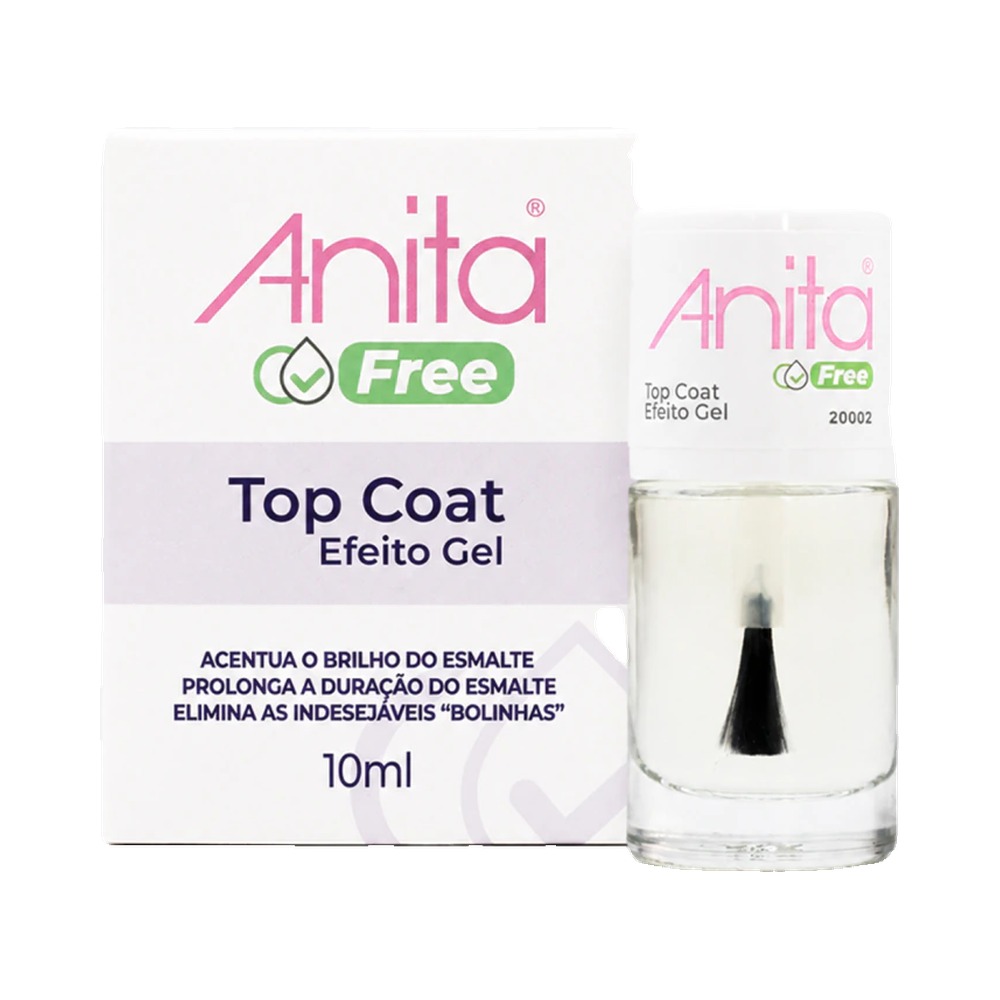 Anita®
Free
Top Coat
Efeito Gel
ACENTUA O BRILHO DO ESMALTE
PROLONGA A DURAÇÃO DO ESMALTE
ELIMINA AS INDESEJÁVEIS “BOLINHAS”
10ml
Anita®
Free
Top Coat
Efeito Gel
20002